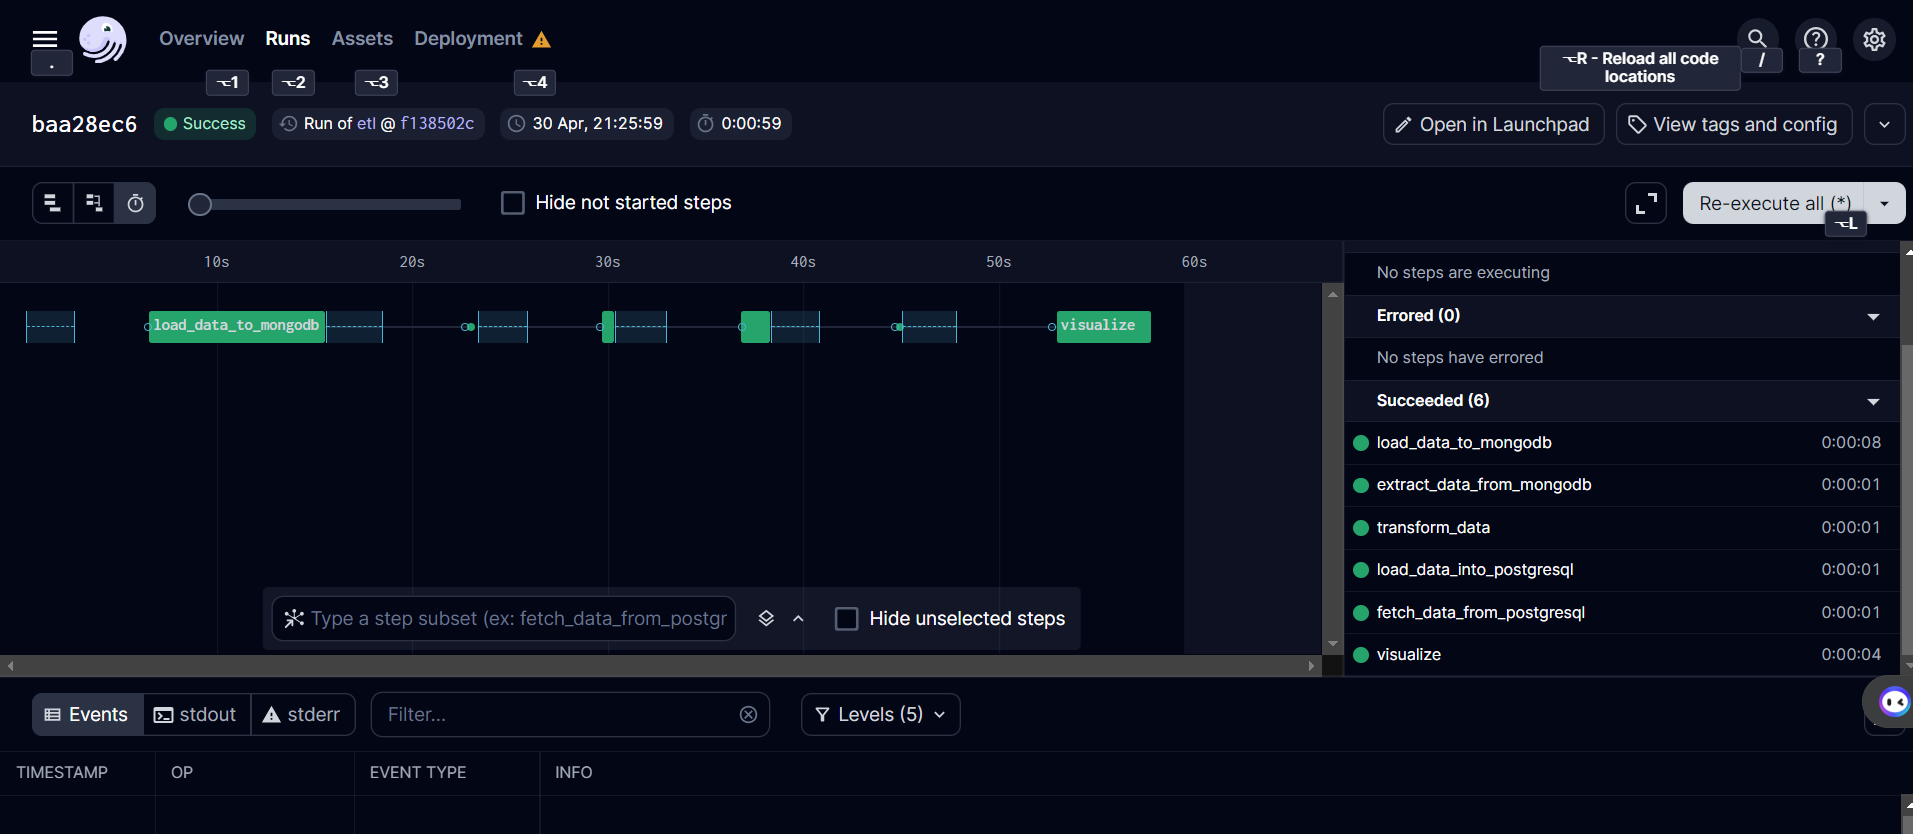 Overview Runs Assets Deployment
.
⌥1 ⌥2 ⌥3 ⌥4
⌥R - Reload all code
locations
/ ?
baa28ec6 Success Run of etl @ f138502c 30 Apr, 21:25:59 0:00:59
Open in Launchpad View tags and config
Hide not started steps
Re-execute all (*)
⌥L
10s 20s 30s 40s 50s 60s
load_data_to_mongodb visualize
No steps are executing
Errored (0)
No steps have errored
Succeeded (6)
load_data_to_mongodb 0:00:08
extract_data_from_mongodb 0:00:01
transform_data 0:00:01
load_data_into_postgresql 0:00:01
fetch_data_from_postgresql 0:00:01
visualize 0:00:04
Type a step subset (ex: fetch_data_from_postgr
Hide unselected steps
Events stdout stderr Filter... Levels (5)
TIMESTAMP OP EVENT TYPE INFO